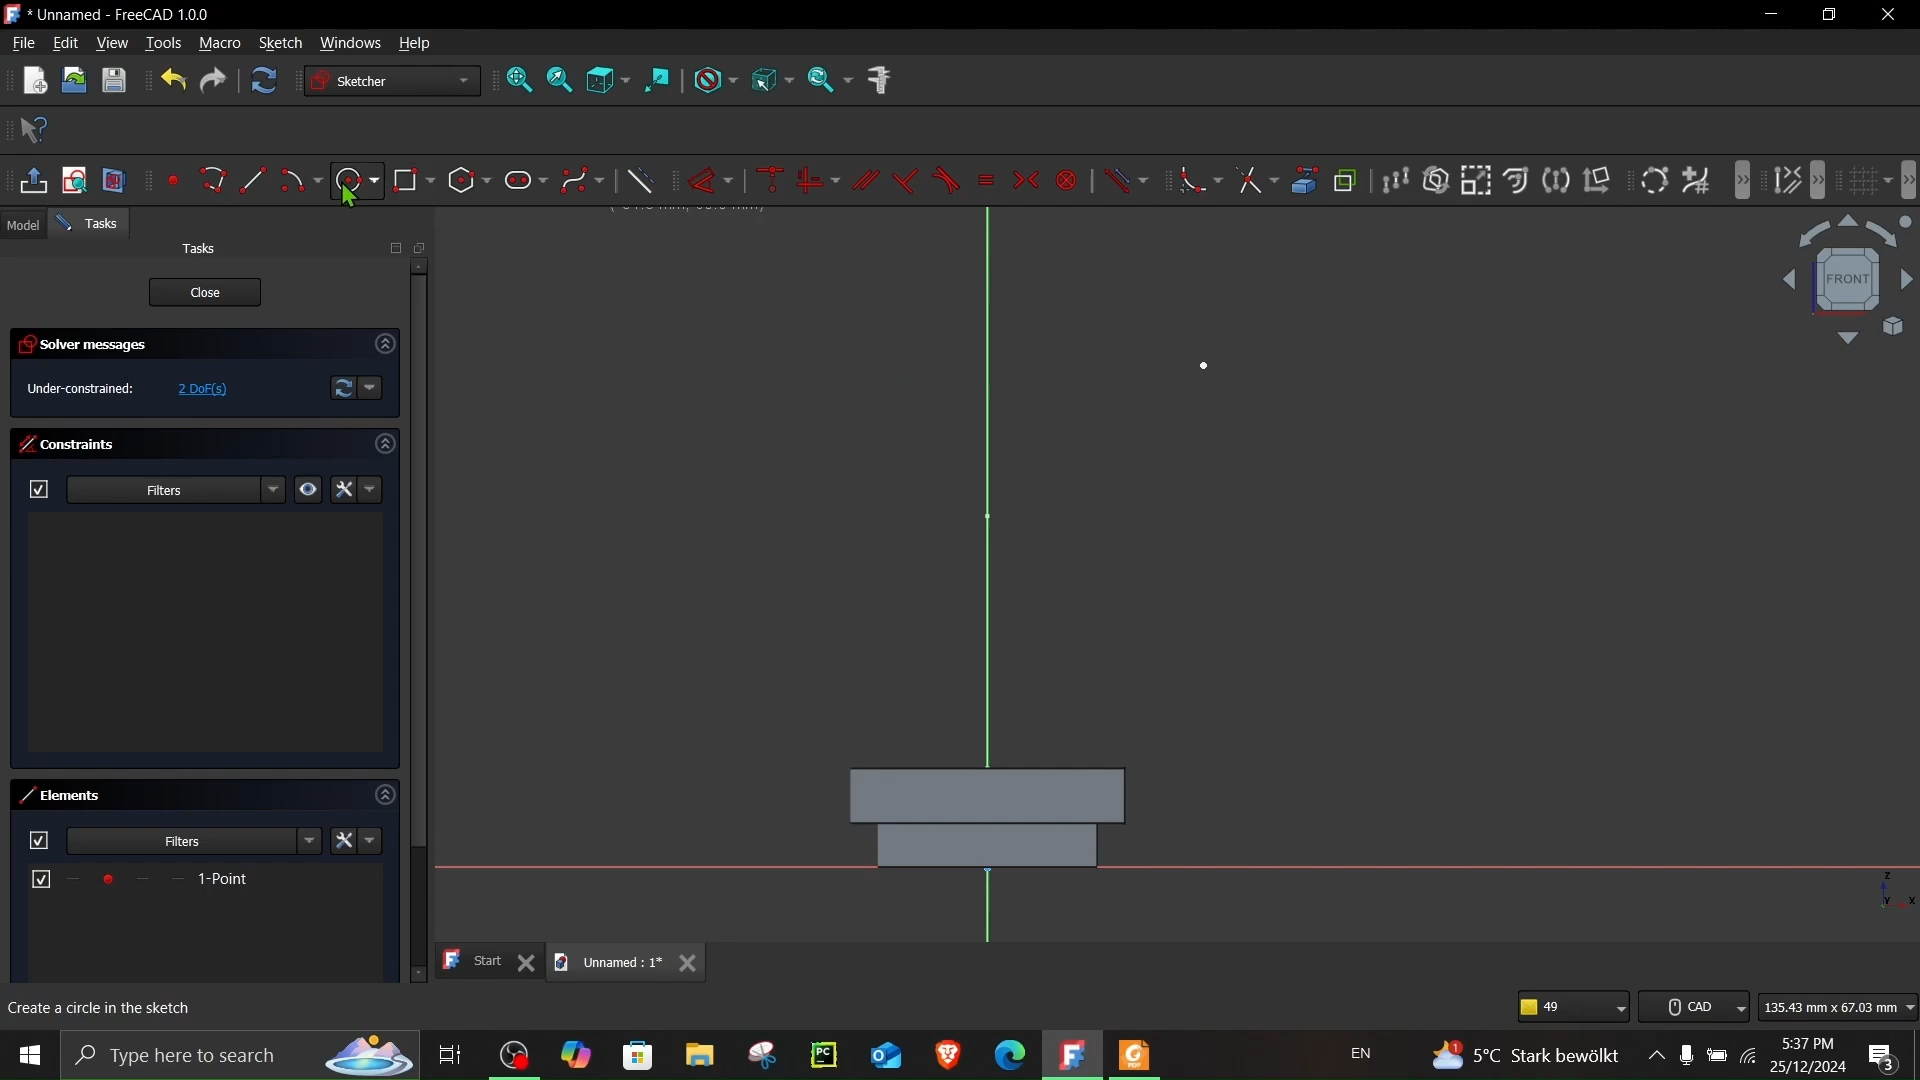 * Unnamed - FreeCAD 1.0.0
File Edit View Tools Macro Sketch Windows Help
Sketcher
Model Tasks
Tasks
Close
Solver messages
Under-constrained: 2 DoF(s)
Constraints
Filters
Elements
Filters
1-Point
FRONT
Z
Y X
Start Unnamed : 1*
Create a circle in the sketch
49 CAD 135.43 mm x 67.03 mm
Type here to search
PC
EN
1
5°C Stark bewölkt
5:37 PM
25/12/2024
3